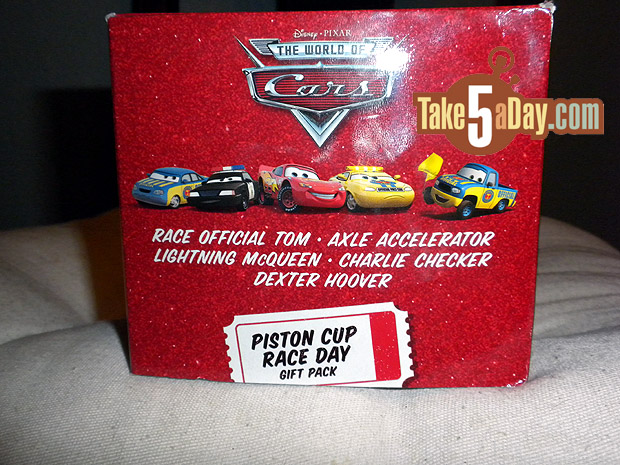 Disney · PIXAR
THE WORLD OF
Cars
Take5aDay.com
RACE OFFICIAL TOM · AXLE ACCELERATOR
LIGHTNING McQUEEN · CHARLIE CHECKER
DEXTER HOOVER
PISTON CUP
RACE DAY
GIFT PACK